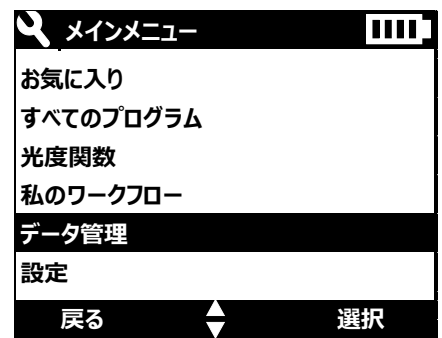 メインメニュー
お気に入り
すべてのプログラム
光度関数
私のワークフロー
データ管理
設定
戻る 選択